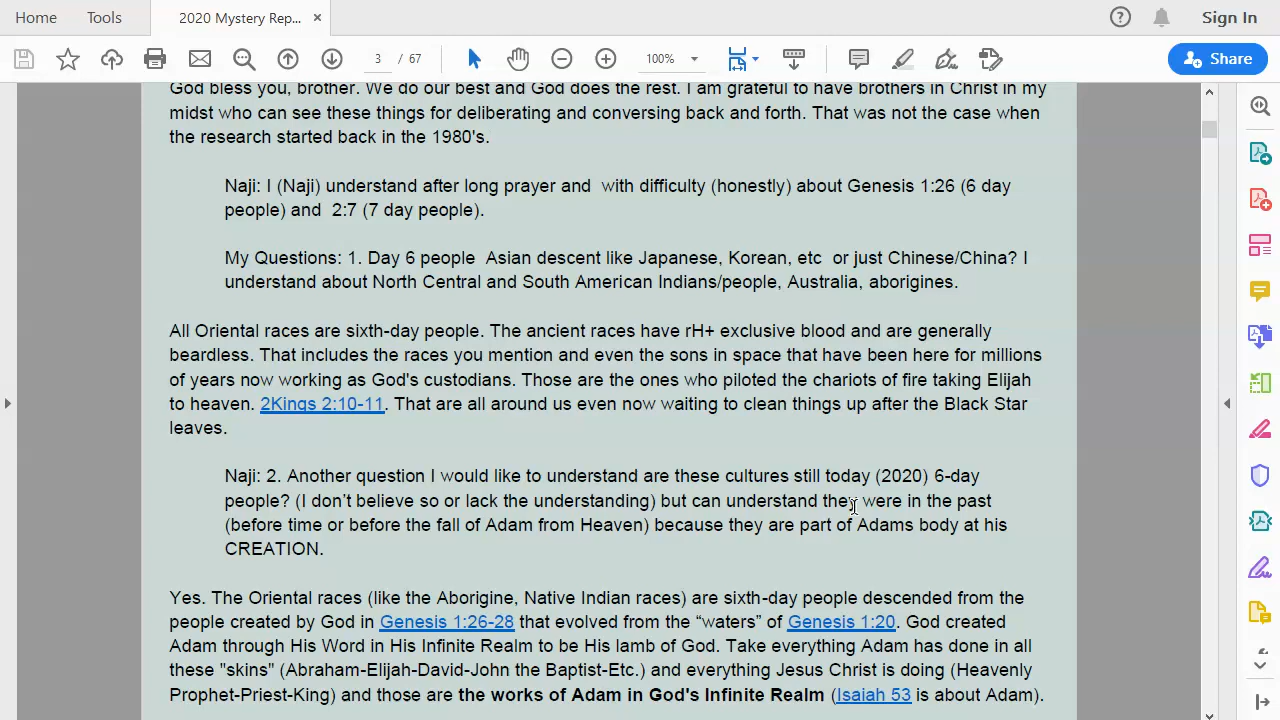 Home
Tools
2020 Mystery Rep... ×
Sign In
3 / 67
100%
Share
God bless you, brother. We do our best and God does the rest. I am grateful to have brothers in Christ in my
midst who can see these things for deliberating and conversing back and forth. That was not the case when
the research started back in the 1980's.
Naji: I (Naji) understand after long prayer and  with difficulty (honestly) about Genesis 1:26 (6 day
people) and  2:7 (7 day people).
My Questions: 1. Day 6 people  Asian descent like Japanese, Korean, etc  or just Chinese/China? I
understand about North Central and South American Indians/people, Australia, aborigines.
All Oriental races are sixth-day people. The ancient races have rH+ exclusive blood and are generally
beardless. That includes the races you mention and even the sons in space that have been here for millions
of years now working as God's custodians. Those are the ones who piloted the chariots of fire taking Elijah
to heaven. 2Kings 2:10-11. That are all around us even now waiting to clean things up after the Black Star
leaves.
Naji: 2. Another question I would like to understand are these cultures still today (2020) 6-day
people? (I don’t believe so or lack the understanding) but can understand they were in the past
(before time or before the fall of Adam from Heaven) because they are part of Adams body at his
CREATION.
Yes. The Oriental races (like the Aborigine, Native Indian races) are sixth-day people descended from the
people created by God in Genesis 1:26-28 that evolved from the “waters” of Genesis 1:20. God created
Adam through His Word in His Infinite Realm to be His lamb of God. Take everything Adam has done in all
these "skins" (Abraham-Elijah-David-John the Baptist-Etc.) and everything Jesus Christ is doing (Heavenly
Prophet-Priest-King) and those are the works of Adam in God's Infinite Realm (Isaiah 53 is about Adam).